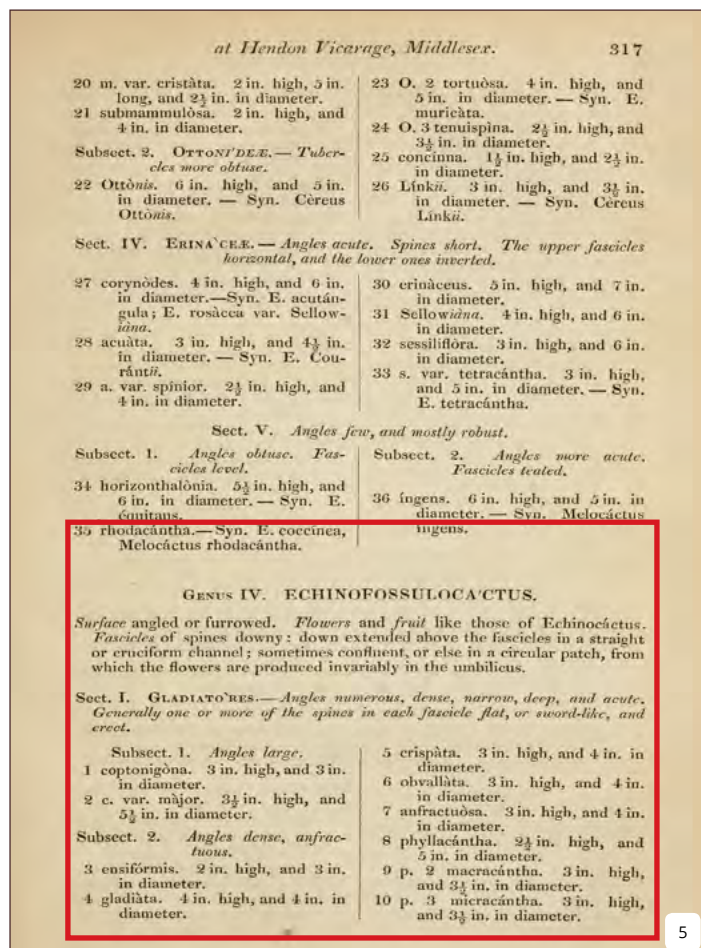 at Hendon Vicarage, Middlesex. 317
20 m. var. cristàta. 2 in. high, 5 in.
long, and 2½ in. in diameter.
21 submammulòsa. 2 in. high, and
4 in. in diameter.
Subsect. 2. OTTONI'DEÆ.— Tuber-
cles more obtuse.
22 Ottònis. 6 in. high, and 5 in.
in diameter. — Syn. Cèreus
Ottònis.
23 O. 2 tortuòsa. 4 in. high, and
5 in. in diameter. — Syn. E.
muricàta.
24 O. 3 tenuispìna. 2½ in. high, and
3½ in. in diameter.
25 concínna. 1½ in. high, and 2½ in.
in diameter.
26 Línkii. 3 in. high, and 3½ in.
in diameter. — Syn. Cèreus
Línkii.
Sect. IV. ERINA`CEÆ. — Angles acute. Spines short. The upper fascicles
horizontal, and the lower ones inverted.
27 corynòdes. 4 in. high, and 6 in.
in diameter.—Syn. E. acután-
gula; E. rosàcea var. Sellow-
iàna.
28 acuàta. 3 in. high, and 4½ in.
in diameter. — Syn. E. Cou-
rántii.
29 a. var. spìnior. 2½ in. high, and
4 in. in diameter.
30 erinàceus. 5 in. high, and 7 in.
in diameter.
31 Sellowiàna. 4 in. high, and 6 in.
in diameter.
32 sessiliflòra. 3 in. high, and 6 in.
in diameter.
33 s. var. tetracántha. 3 in. high,
and 5 in. in diameter. — Syn.
E. tetracántha.
Sect. V. Angles few, and mostly robust.
Subsect. 1. Angles obtuse. Fas-
cicles level.
34 horizonthalònia. 5½ in. high, and
6 in. in diameter. — Syn. E.
équitans.
35 rhodacántha.— Syn. E. coccínea,
Melocáctus rhodacántha.
Subsect. 2. Angles more acute.
Fascicles teated.
36 íngens. 6 in. high, and 5 in. in
diameter. — Syn. Melocáctus
íngens.
GENUS IV. ECHINOFOSSULOCA'CTUS.
Surface angled or furrowed. Flowers and fruit like those of Echinocáctus.
Fascicles of spines downy: down extended above the fascicles in a straight
or cruciform channel; sometimes confluent, or else in a circular patch, from
which the flowers are produced invariably in the umbilicus.
Sect. I. GLADIATO`RES.—Angles numerous, dense, narrow, deep, and acute.
Generally one or more of the spines in each fascicle flat, or sword-like, and
erect.
Subsect. 1. Angles large.
1 coptonigòna. 3 in. high, and 3 in.
in diameter.
2 c. var. màjor. 3½ in. high, and
5½ in. in diameter.
Subsect. 2. Angles dense, anfrac-
tuous.
3 ensifórmis. 2 in. high, and 3 in.
in diameter.
4 gladiàta. 4 in. high, and 4 in. in
diameter.
5 crispàta. 3 in. high, and 4 in. in
diameter.
6 obvallàta. 3 in. high, and 4 in.
in diameter.
7 anfractuòsa. 3 in. high, and 4 in.
in diameter.
8 phyllacántha. 2½ in. high, and
5 in. in diameter.
9 p. 2 macracántha. 3 in. high,
and 3½ in. in diameter.
10 p. 3 micracántha. 3 in. high,
and 3½ in. in diameter.
5